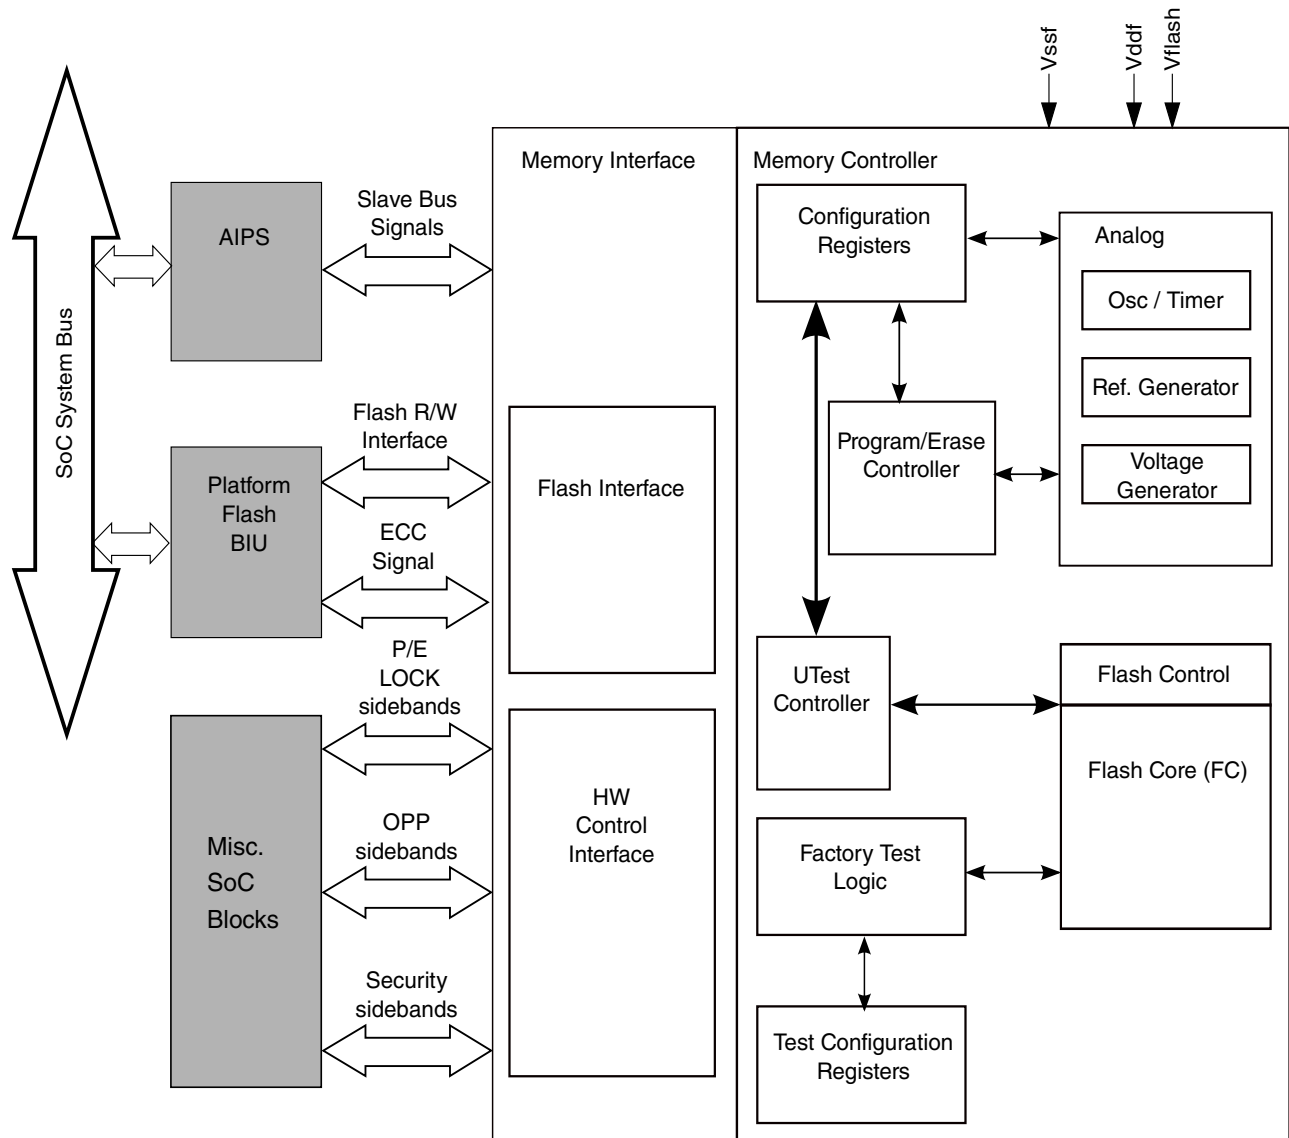 Vssf
Vddf
Vflash
SoC System Bus
AIPS
Slave Bus
Signals
Flash R/W
Interface
Platform
Flash
BIU
ECC
Signal
P/E
LOCK
sidebands
Misc.
SoC
Blocks
OPP
sidebands
Security
sidebands
Memory Interface
Flash Interface
HW
Control
Interface
Memory Controller
Configuration
Registers
Analog
Osc / Timer
Ref. Generator
Voltage
Generator
Program/Erase
Controller
UTest
Controller
Flash Control
Flash Core (FC)
Factory Test
Logic
Test Configuration
Registers